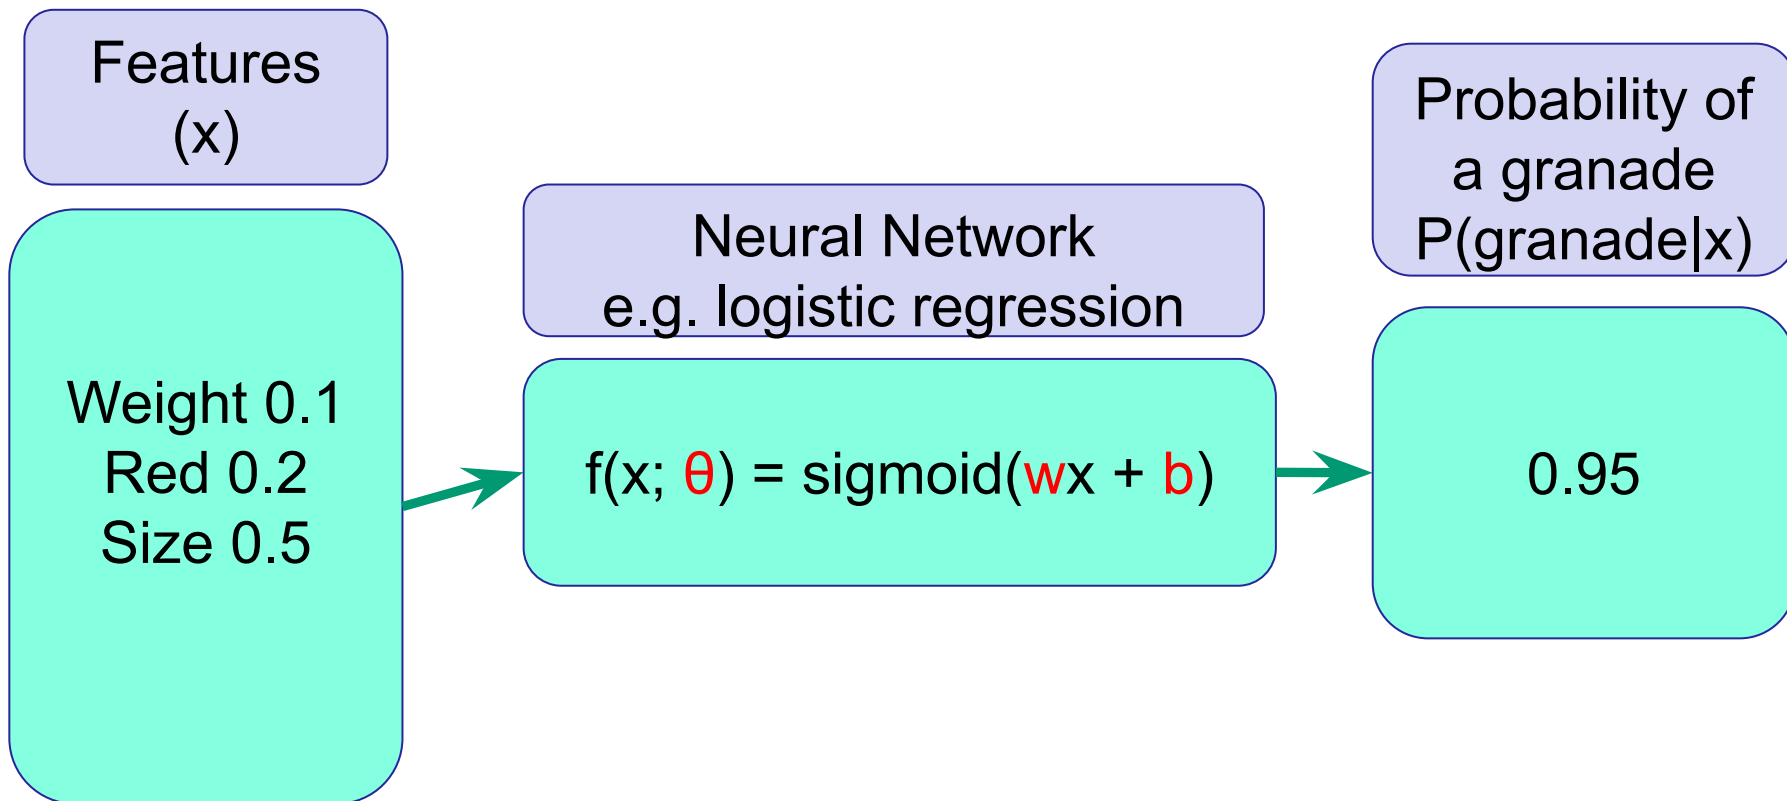 Features
(x)
Weight 0.1
Red 0.2
Size 0.5
Neural Network
e.g. logistic regression
f(x; θ) = sigmoid(wx + b)
Probability of
a granade
P(granade|x)
0.95